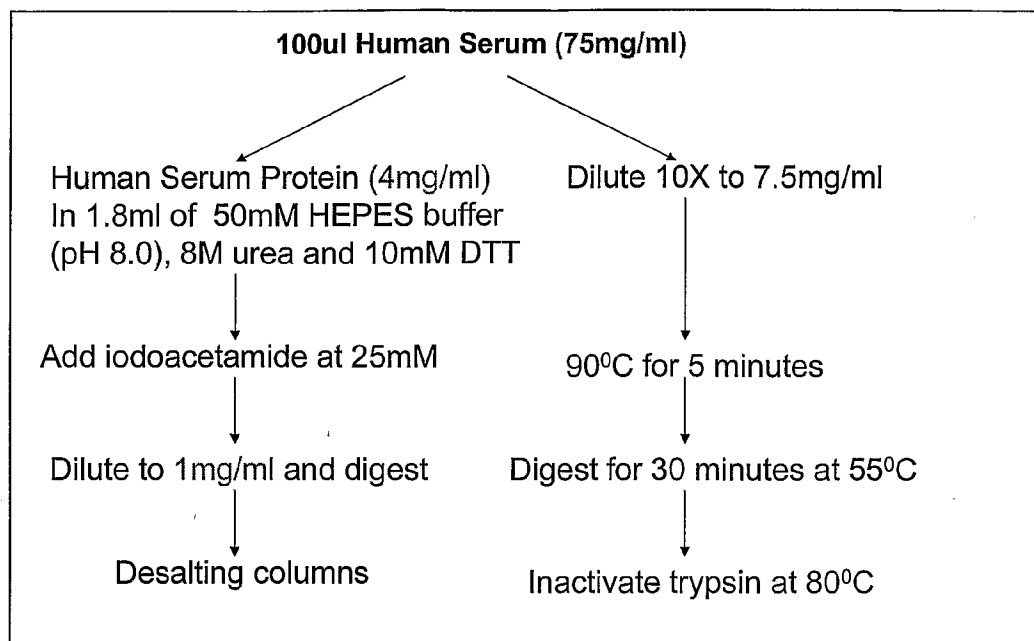 100ul Human Serum (75mg/ml)
Human Serum Protein (4mg/ml)
In 1.8ml of 50mM HEPES buffer
(pH 8.0), 8M urea and 10mM DTT
Add iodoacetamide at 25mM
Dilute to 1mg/ml and digest
Desalting columns
Dilute 10X to 7.5mg/ml
90⁰C for 5 minutes
Digest for 30 minutes at 55⁰C
Inactivate trypsin at 80⁰C